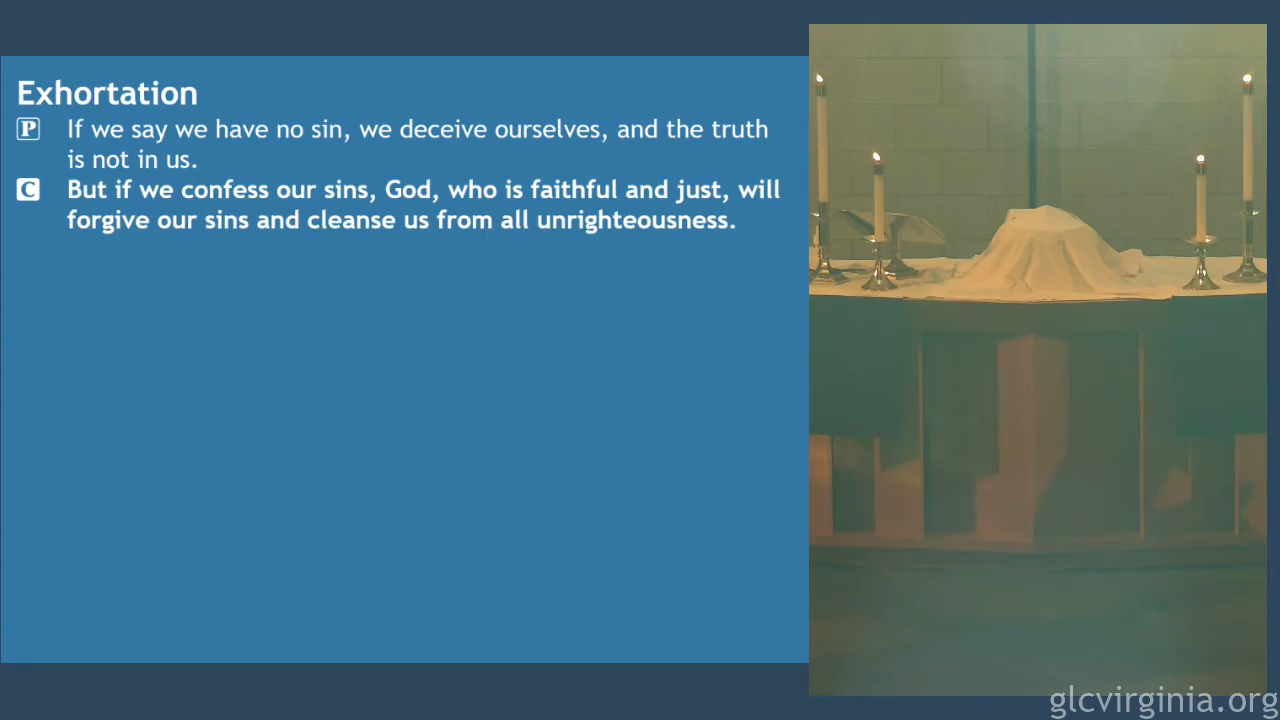 Exhortation
P If we say we have no sin, we deceive ourselves, and the truth
is not in us.
C But if we confess our sins, God, who is faithful and just, will
forgive our sins and cleanse us from all unrighteousness.
glcvirginia.org